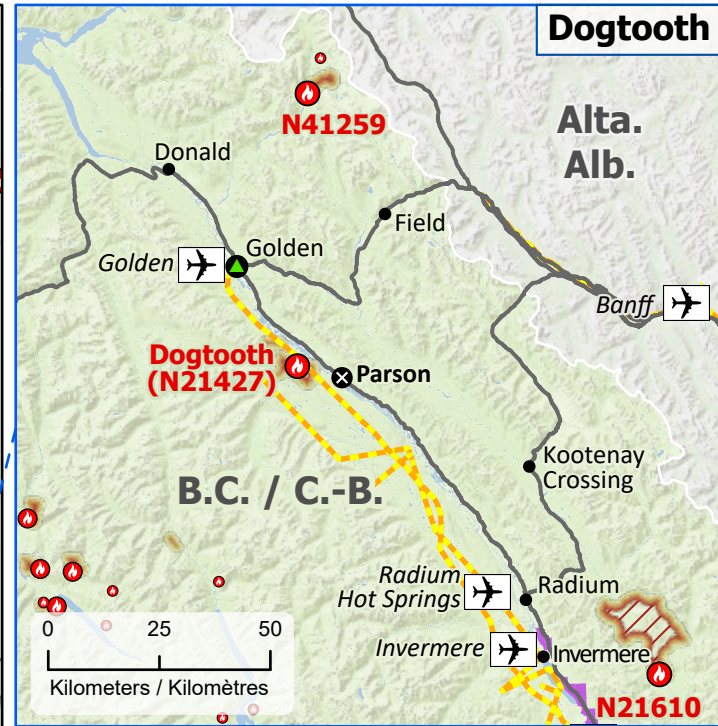 Dogtooth
N41259
Alta.
Alb.
Donald
Field
Golden
Golden
Banff
Dogtooth
(N21427)
Parson
B.C. / C.-B.
Kootenay
Crossing
Radium
Hot Springs
Radium
Invermere
Invermere
N21610
0 25 50
Kilometers / Kilomètres